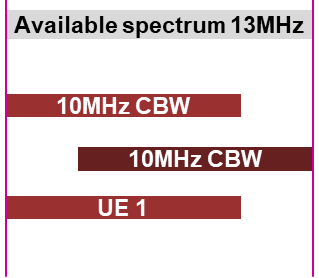 Available spectrum 13MHz
10MHz CBW
10MHz CBW
UE 1